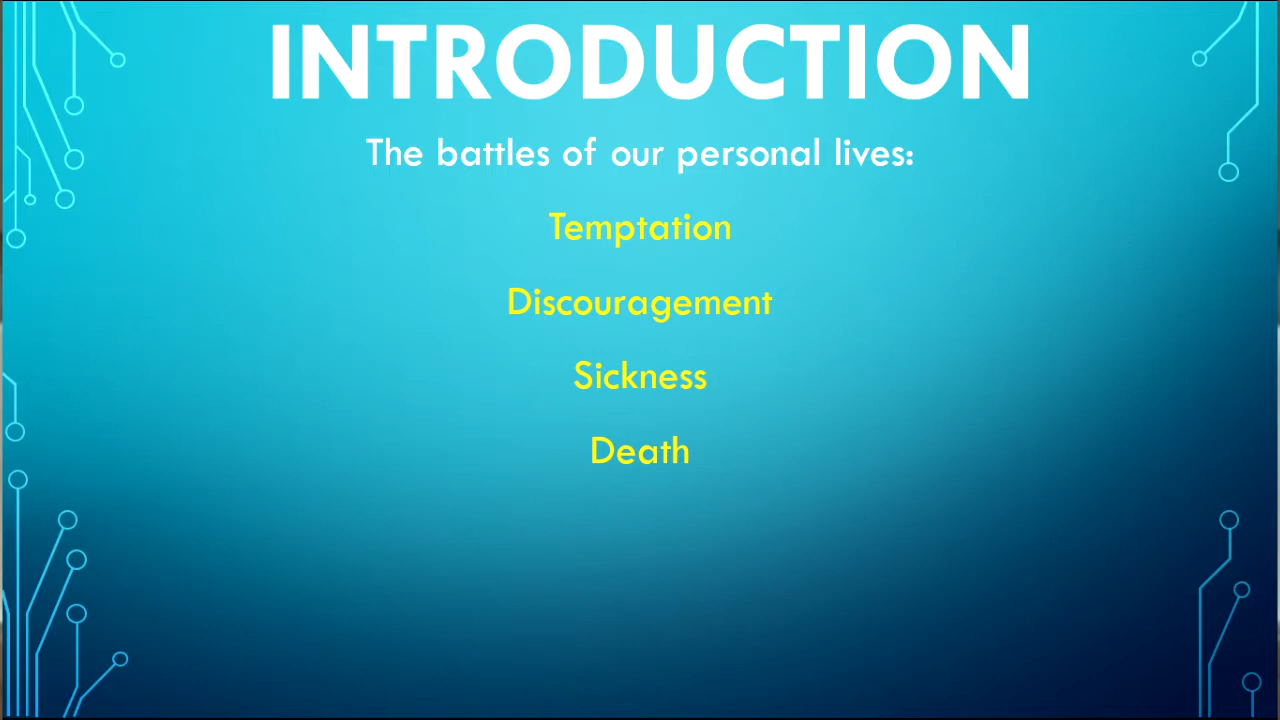 INTRODUCTION
The battles of our personal lives:
Temptation
Discouragement
Sickness
Death